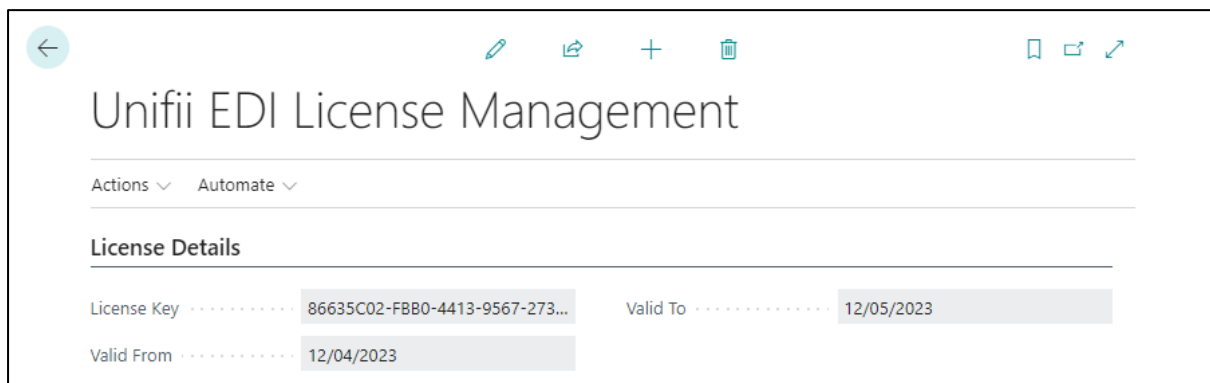 Unifii EDI License Management
Actions Automate
License Details
License Key 86635C02-FBB0-4413-9567-273... Valid To 12/05/2023
Valid From 12/04/2023